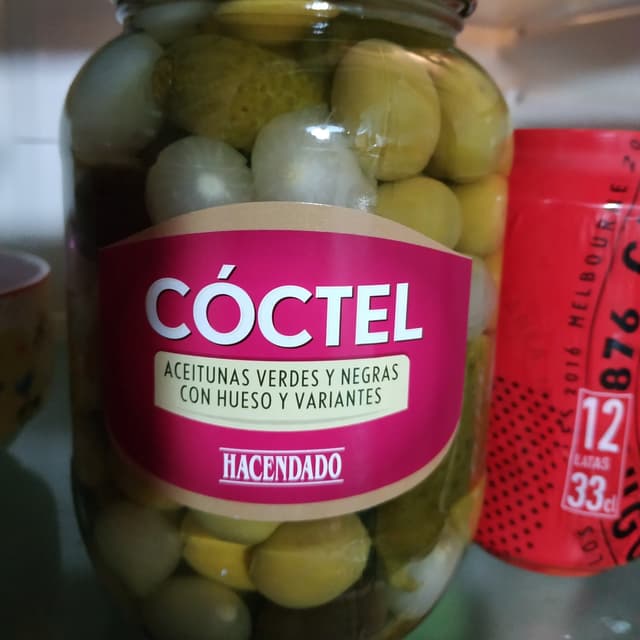 CÓCTEL
ACEITUNAS VERDES Y NEGRAS
CON HUESO Y VARIANTES
HACENDADO
2016 MELBOURNE
876
12
LATAS
33cl